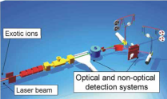 Exotic ions
Laser beam
Optical and non-optical
detection systems